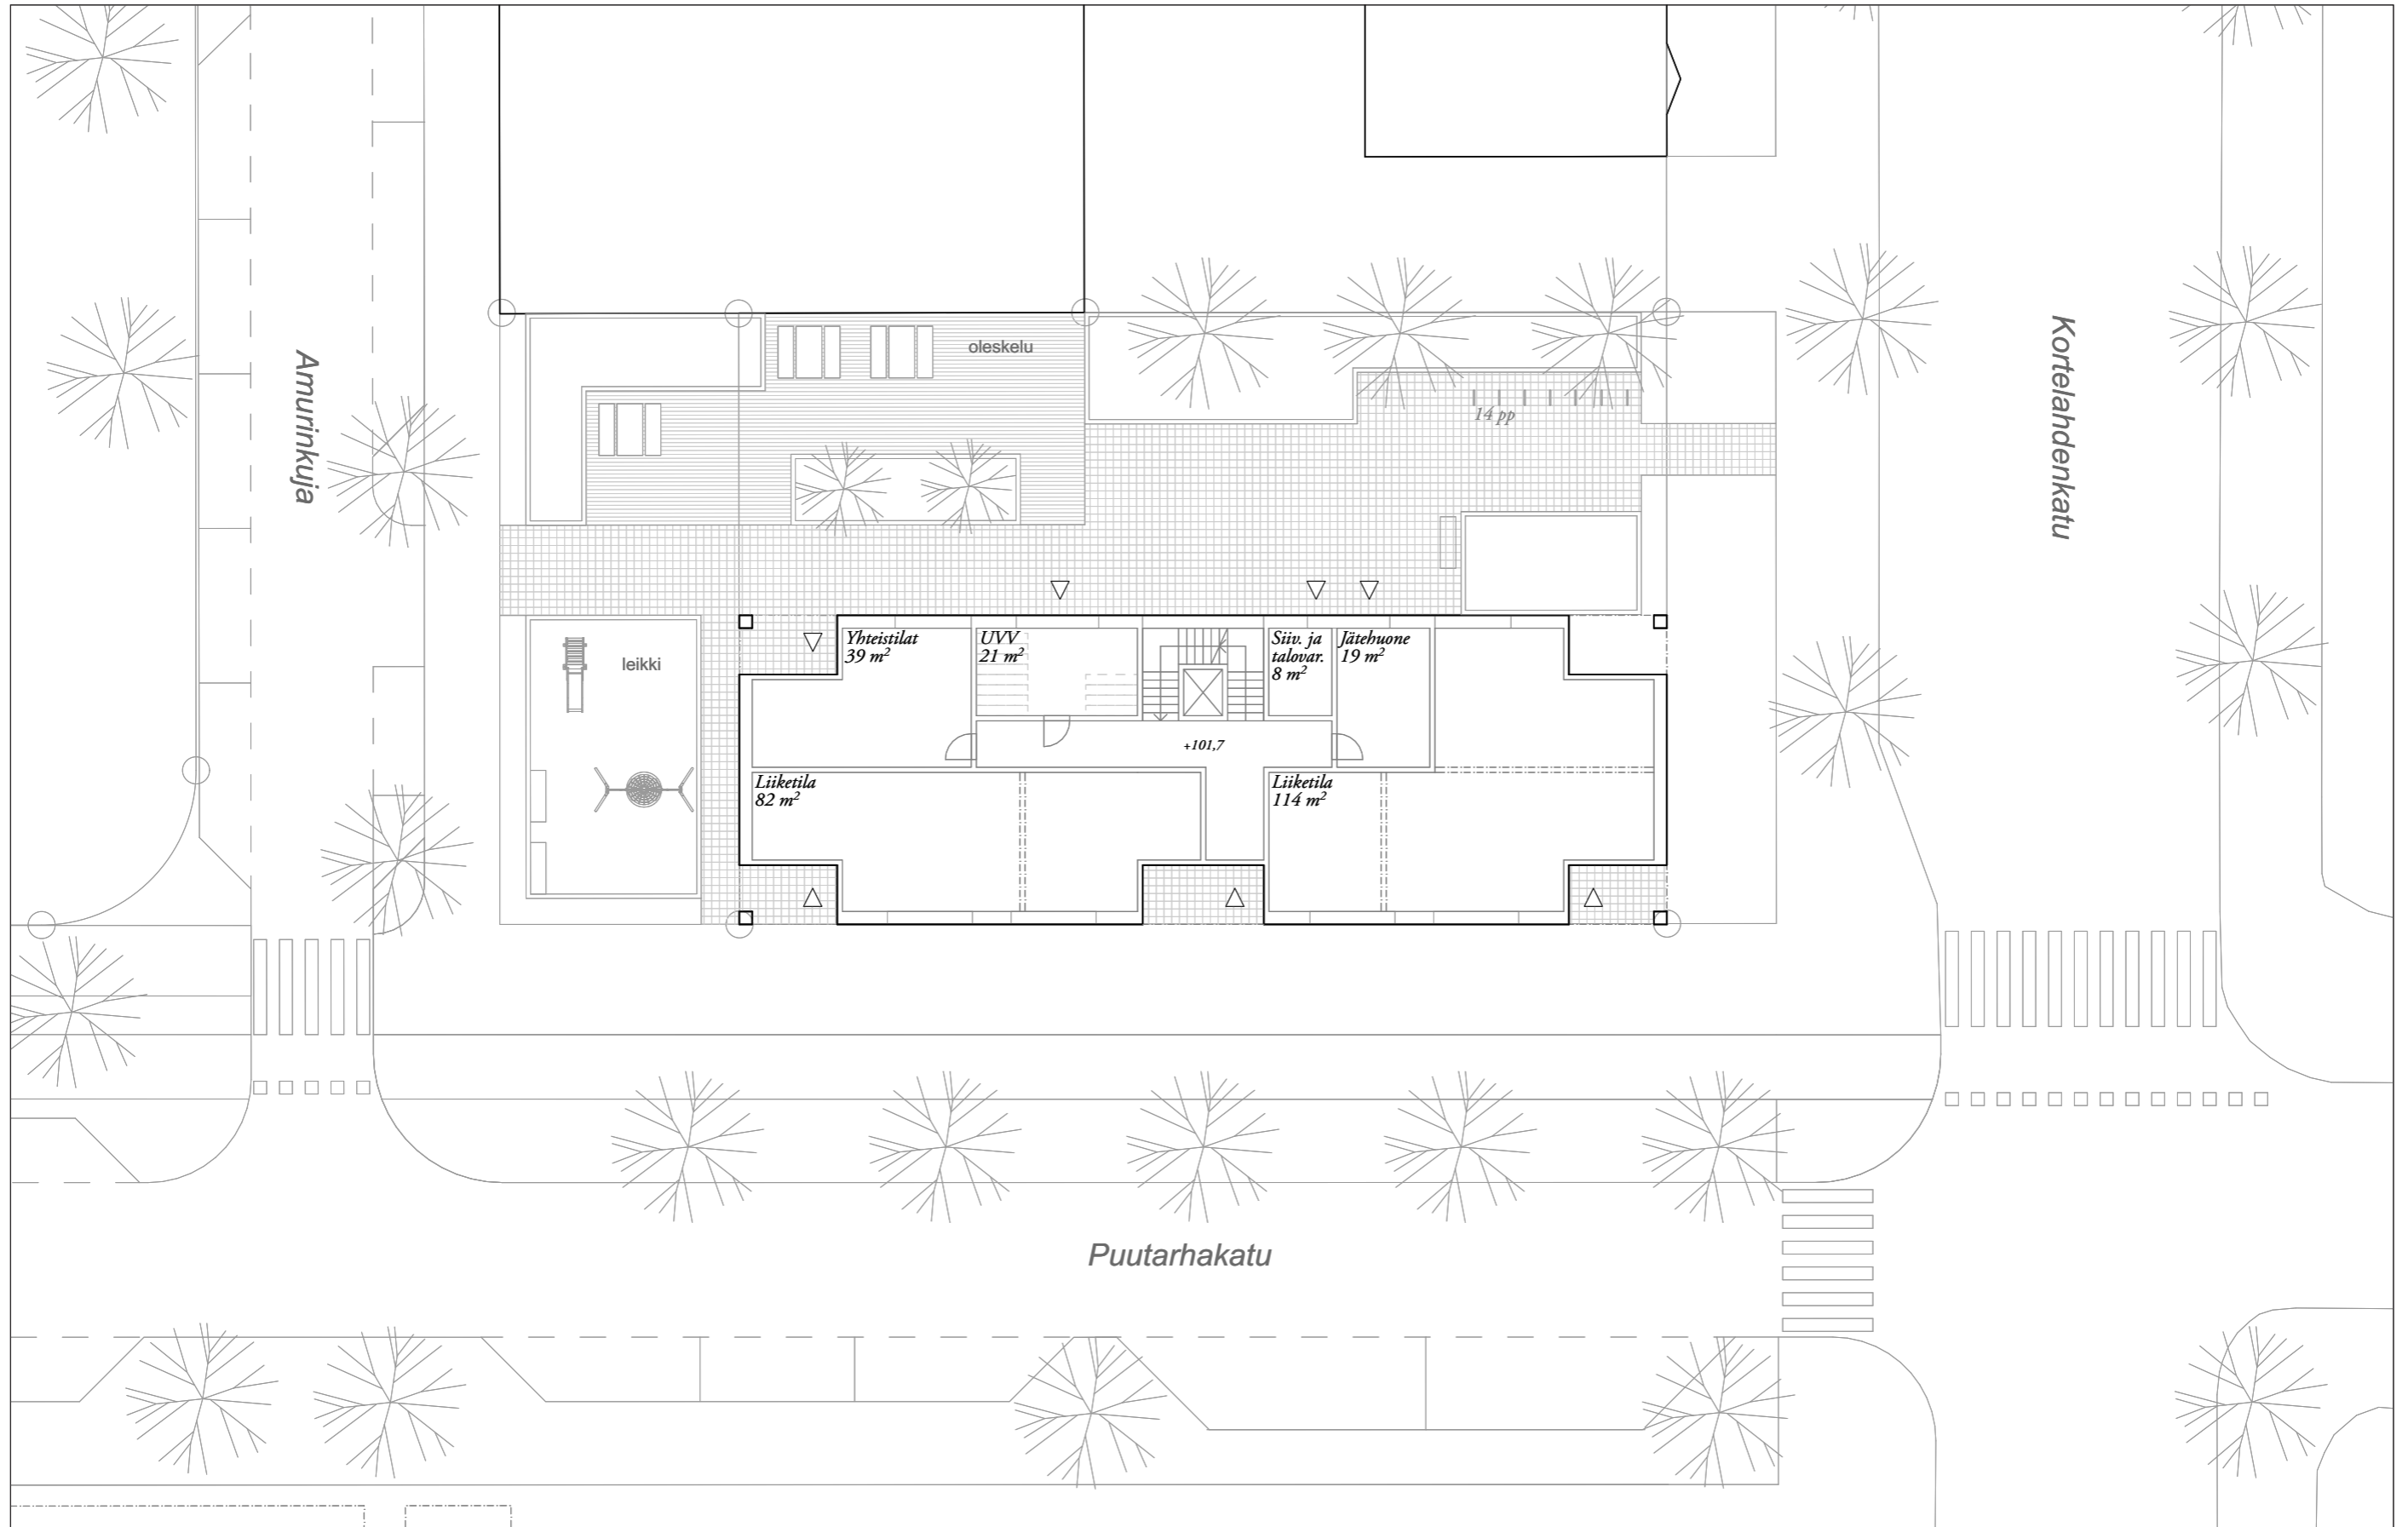 oleskelu
Amurinkuja
Kortelahdenkatu
14 pp
leikki
Yhteistilat
39 m²
UVV
21 m²
Siiv. ja
talovar.
8 m²
Jätehuone
19 m²
+101,7
Liiketila
82 m²
Liiketila
114 m²
Puutarhakatu